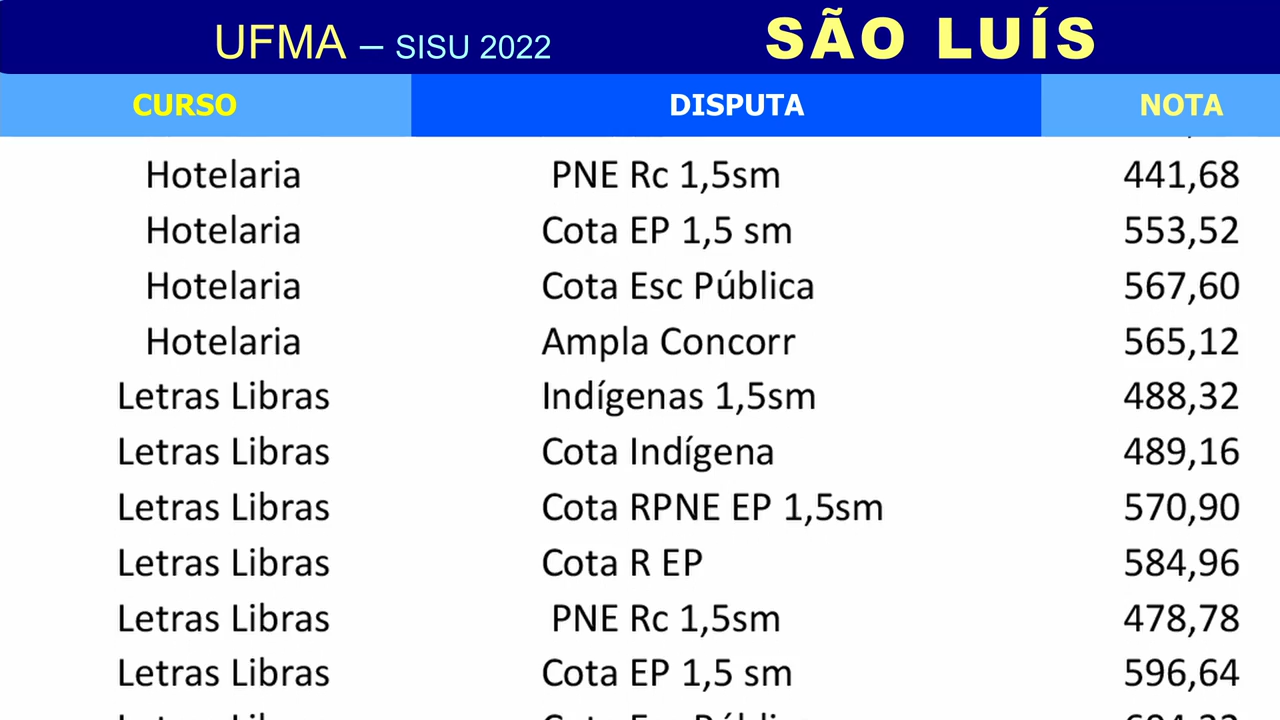 UFMA – SISU 2022 SÃO LUÍS
CURSO DISPUTA NOTA
Hotelaria PNE Rc 1,5sm 441,68
Hotelaria Cota EP 1,5 sm 553,52
Hotelaria Cota Esc Pública 567,60
Hotelaria Ampla Concorr 565,12
Letras Libras Indígenas 1,5sm 488,32
Letras Libras Cota Indígena 489,16
Letras Libras Cota RPNE EP 1,5sm 570,90
Letras Libras Cota R EP 584,96
Letras Libras PNE Rc 1,5sm 478,78
Letras Libras Cota EP 1,5 sm 596,64